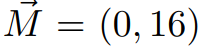 $\vec{M} = (0, 16)$